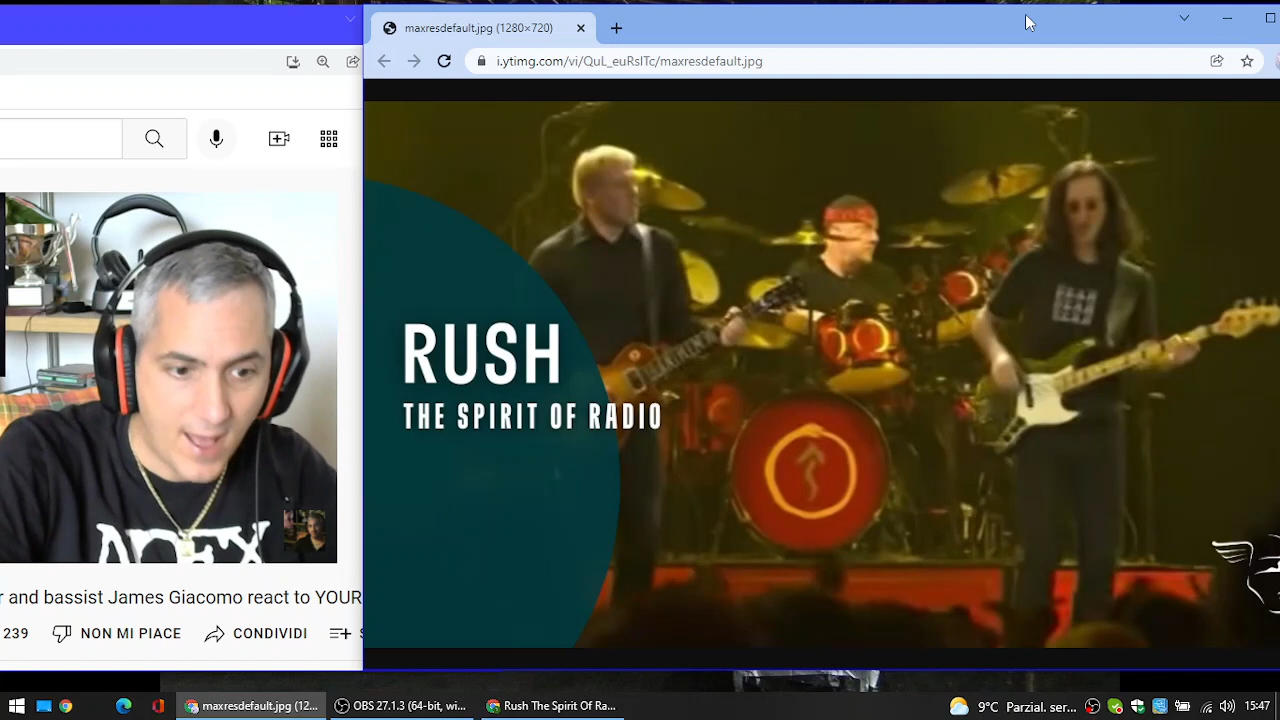 maxresdefault.jpg (1280×720)
i.ytimg.com/vi/QuL_euRsITc/maxresdefault.jpg
RUSH
THE SPIRIT OF RADIO
r and bassist James Giacomo react to YOUR
239 NON MI PIACE CONDIVIDI
maxresdefault.jpg (12...
OBS 27.1.3 (64-bit, wi...
Rush The Spirit Of Ra...
9°C Parzial. ser...
15:47